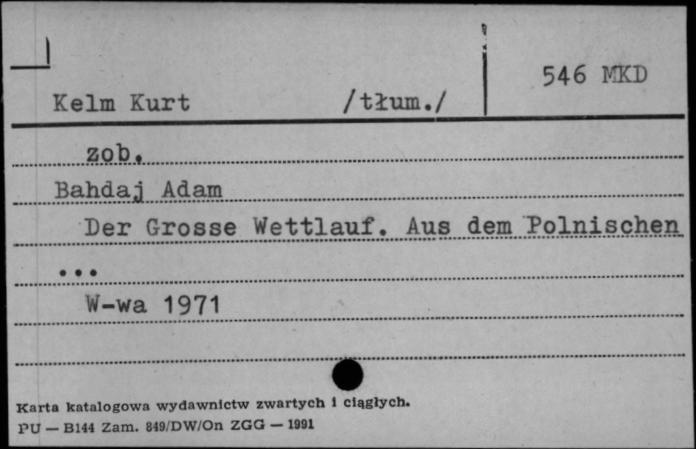 546 MKD
Kelm Kurt /tłum./
zob.
Bahdaj Adam
Der Grosse Wettlauf. Aus dem Polnischen
...
W-wa 1971
Karta katalogowa wydawnictw zwartych i ciągłych.
PU — B144 Zam. 849/DW/On ZGG — 1991